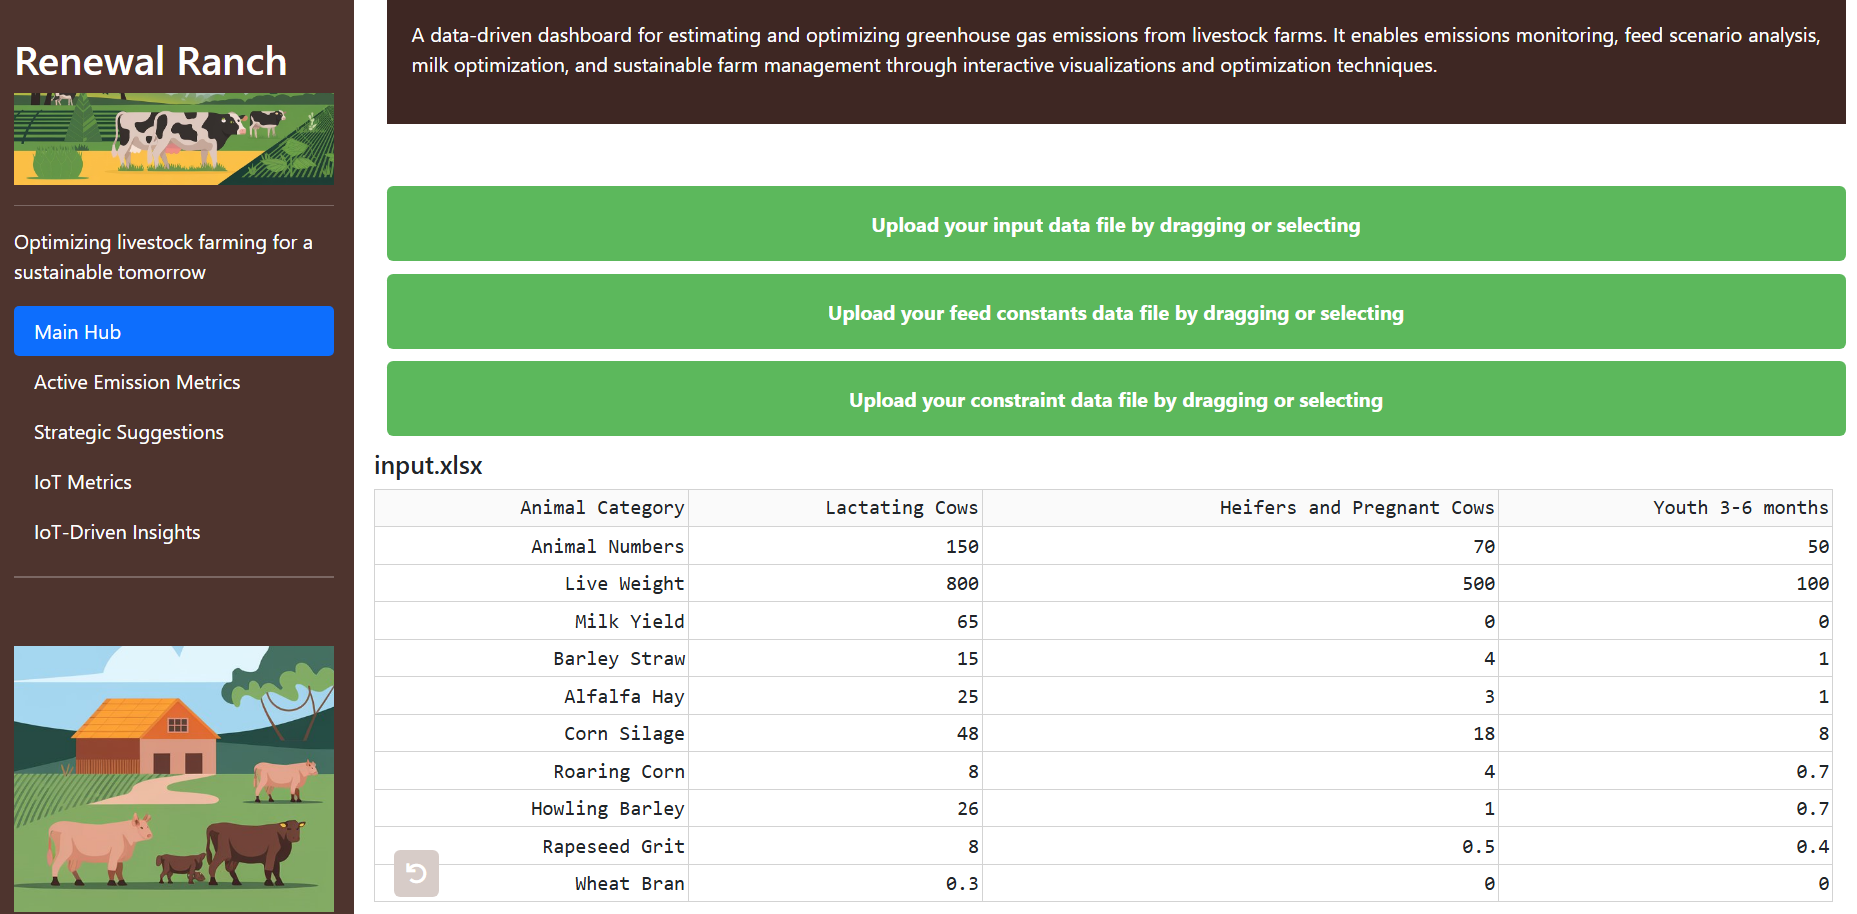 Renewal Ranch
Optimizing livestock farming for a
sustainable tomorrow
Main Hub
Active Emission Metrics
Strategic Suggestions
IoT Metrics
IoT-Driven Insights
A data-driven dashboard for estimating and optimizing greenhouse gas emissions from livestock farms. It enables emissions monitoring, feed scenario analysis,
milk optimization, and sustainable farm management through interactive visualizations and optimization techniques.
Upload your input data file by dragging or selecting
Upload your feed constants data file by dragging or selecting
Upload your constraint data file by dragging or selecting
input.xlsx
Animal Category Lactating Cows Heifers and Pregnant Cows Youth 3-6 months
Animal Numbers 150 70 50
Live Weight 800 500 100
Milk Yield 65 0 0
Barley Straw 15 4 1
Alfalfa Hay 25 3 1
Corn Silage 48 18 8
Roaring Corn 8 4 0.7
Howling Barley 26 1 0.7
Rapeseed Grit 8 0.5 0.4
Wheat Bran 0.3 0 0